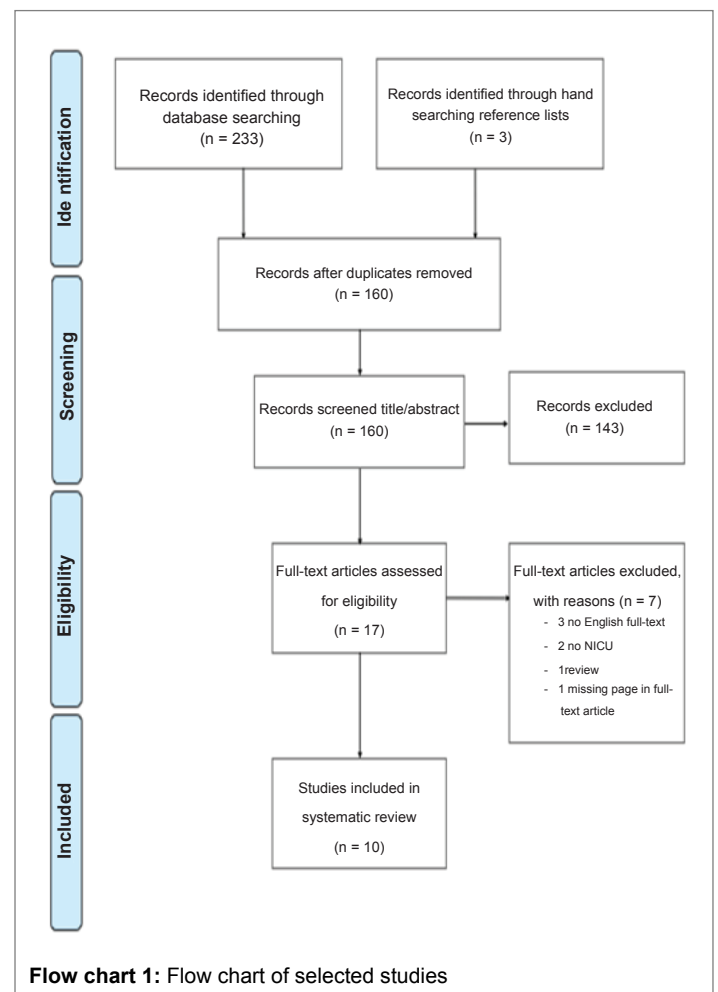 Ide ntification
Records identified through
database searching
(n = 233)
Records identified through hand
searching reference lists
(n = 3)
Records after duplicates removed
(n = 160)
Screening
Records screened title/abstract
(n = 160)
Records excluded
(n = 143)
Eligibility
Full-text articles assessed
for eligibility
(n = 17)
Full-text articles excluded,
with reasons (n = 7)
- 3 no English full-text
- 2 no NICU
- 1review
- 1 missing page in full-
text article
Included
Studies included in
systematic review
(n = 10)
Flow chart 1: Flow chart of selected studies